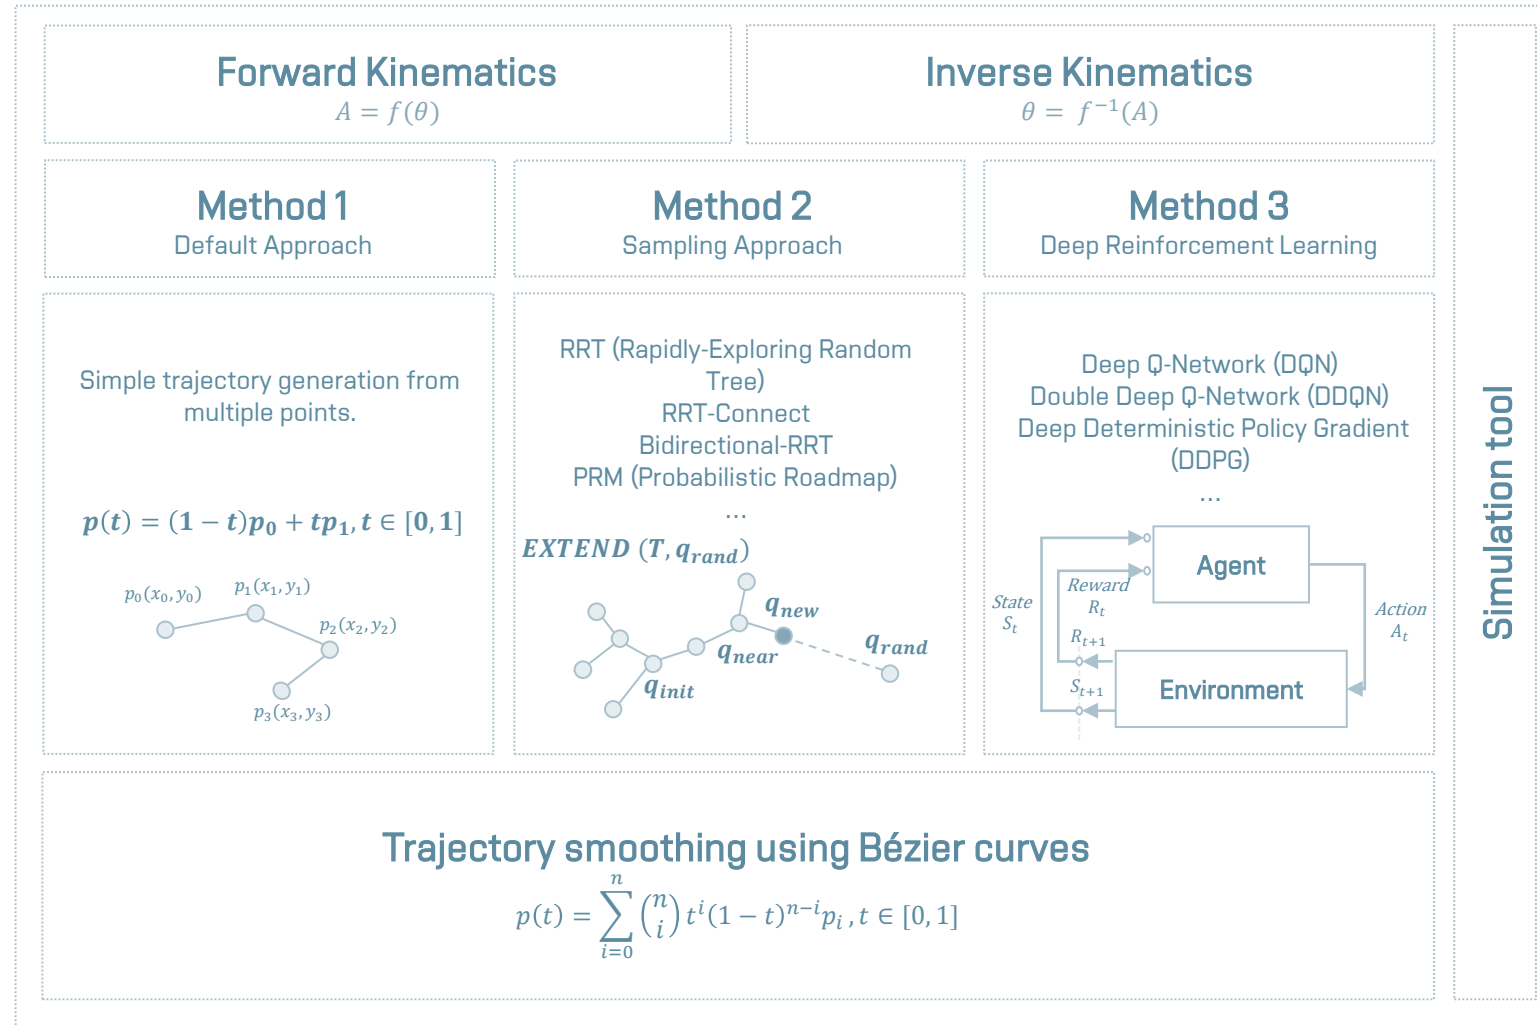 Forward Kinematics
A = f(θ)
Inverse Kinematics
θ = f⁻¹(A)
Method 1
Default Approach
Method 2
Sampling Approach
Method 3
Deep Reinforcement Learning
Simple trajectory generation from
multiple points.
p(t) = (1 − t)p₀ + tp₁, t ∈ [0, 1]
p₀(x₀, y₀)
p₁(x₁, y₁)
p₂(x₂, y₂)
p₃(x₃, y₃)
RRT (Rapidly-Exploring Random
Tree)
RRT-Connect
Bidirectional-RRT
PRM (Probabilistic Roadmap)
...
EXTEND (T, q_rand)
q_new
q_near
q_rand
q_init
Deep Q-Network (DQN)
Double Deep Q-Network (DDQN)
Deep Deterministic Policy Gradient
(DDPG)
...
Agent
State
S_t
Reward
R_t
Action
A_t
R_{t+1}
S_{t+1}
Environment
Trajectory smoothing using Bézier curves
p(t) = \sum_{i=0}^{n} \binom{n}{i} t^i (1 − t)^{n−i} p_i, t ∈ [0, 1]
Simulation tool